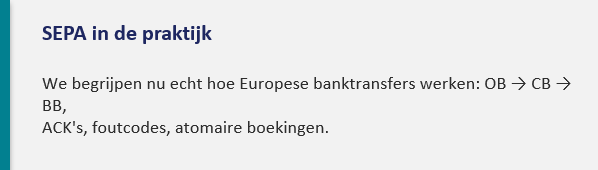 SEPA in de praktijk
We begrijpen nu echt hoe Europese banktransfers werken: OB → CB →
BB,
ACK's, foutcodes, atomaire boekingen.